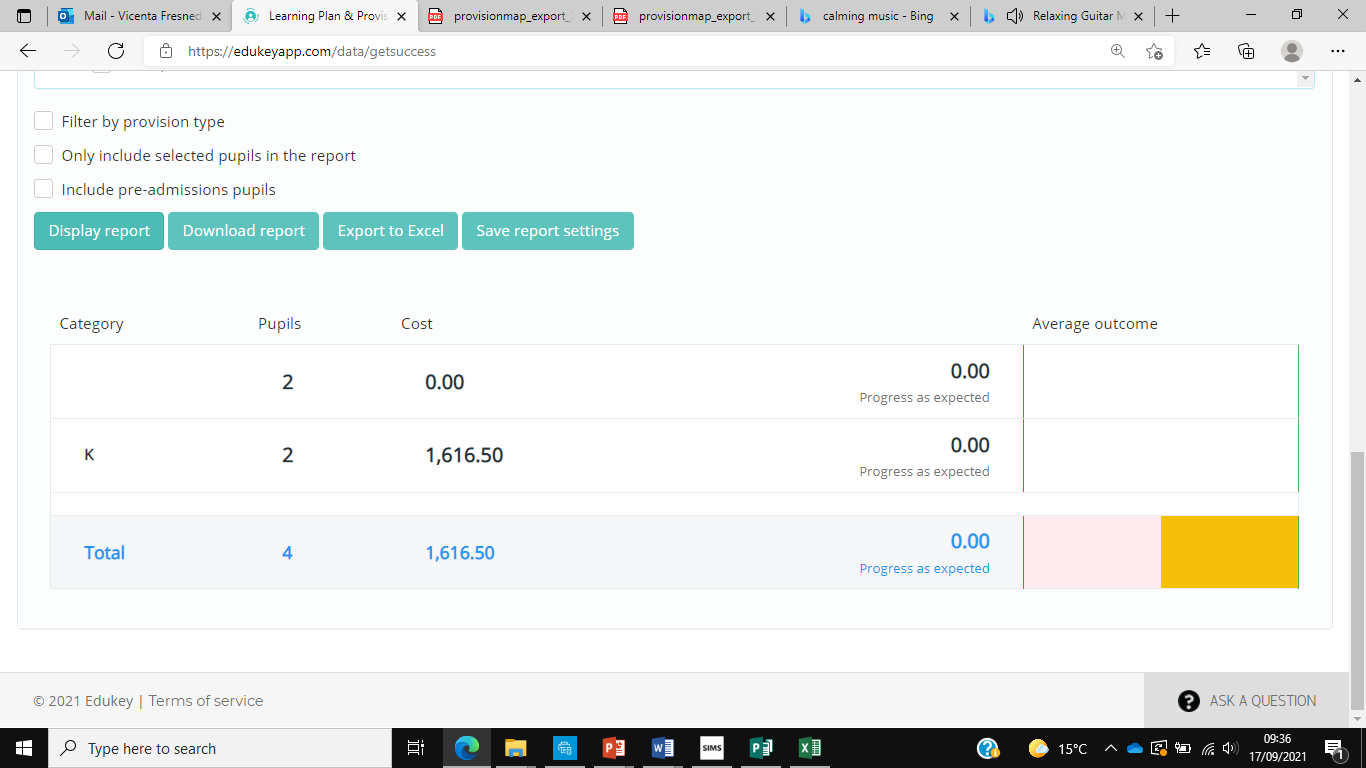 Mail - Vicenta Fresned
Learning Plan & Provis
provisionmap_export_
provisionmap_export_
calming music - Bing
Relaxing Guitar M
https://edukeyapp.com/data/getsuccess
Filter by provision type
Only include selected pupils in the report
Include pre-admissions pupils
Display report Download report Export to Excel Save report settings
Category Pupils Cost Average outcome
2 0.00 0.00
Progress as expected
K 2 1,616.50 0.00
Progress as expected
Total 4 1,616.50 0.00
Progress as expected
© 2021 Edukey | Terms of service
? ASK A QUESTION
Type here to search
SIMS
15°C
09:36
17/09/2021
1